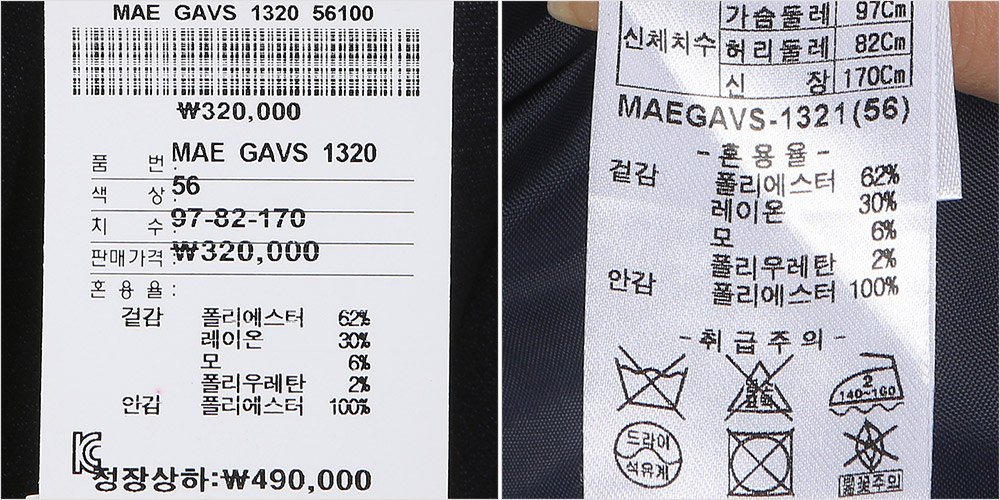 MAE GAVS 1320 56100
₩320,000
품 번: MAE GAVS 1320
색 상: 56
치 수: 97-82-170
판매가격: ₩320,000
혼 용 율:
겉감 폴리에스터 62%
레이온 30%
모 6%
폴리우레탄 2%
안감 폴리에스터 100%
정장상하:₩490,000
신체치수 가슴둘레 97Cm
허리둘레 82Cm
신 장 170Cm
MAEGAVS-1321(56)
-혼용율-
겉감 폴리에스터 62%
레이온 30%
모 6%
폴리우레탄 2%
안감 폴리에스터 100%
-취급주의-
염소
표백
2
140~160
드라이
석유계